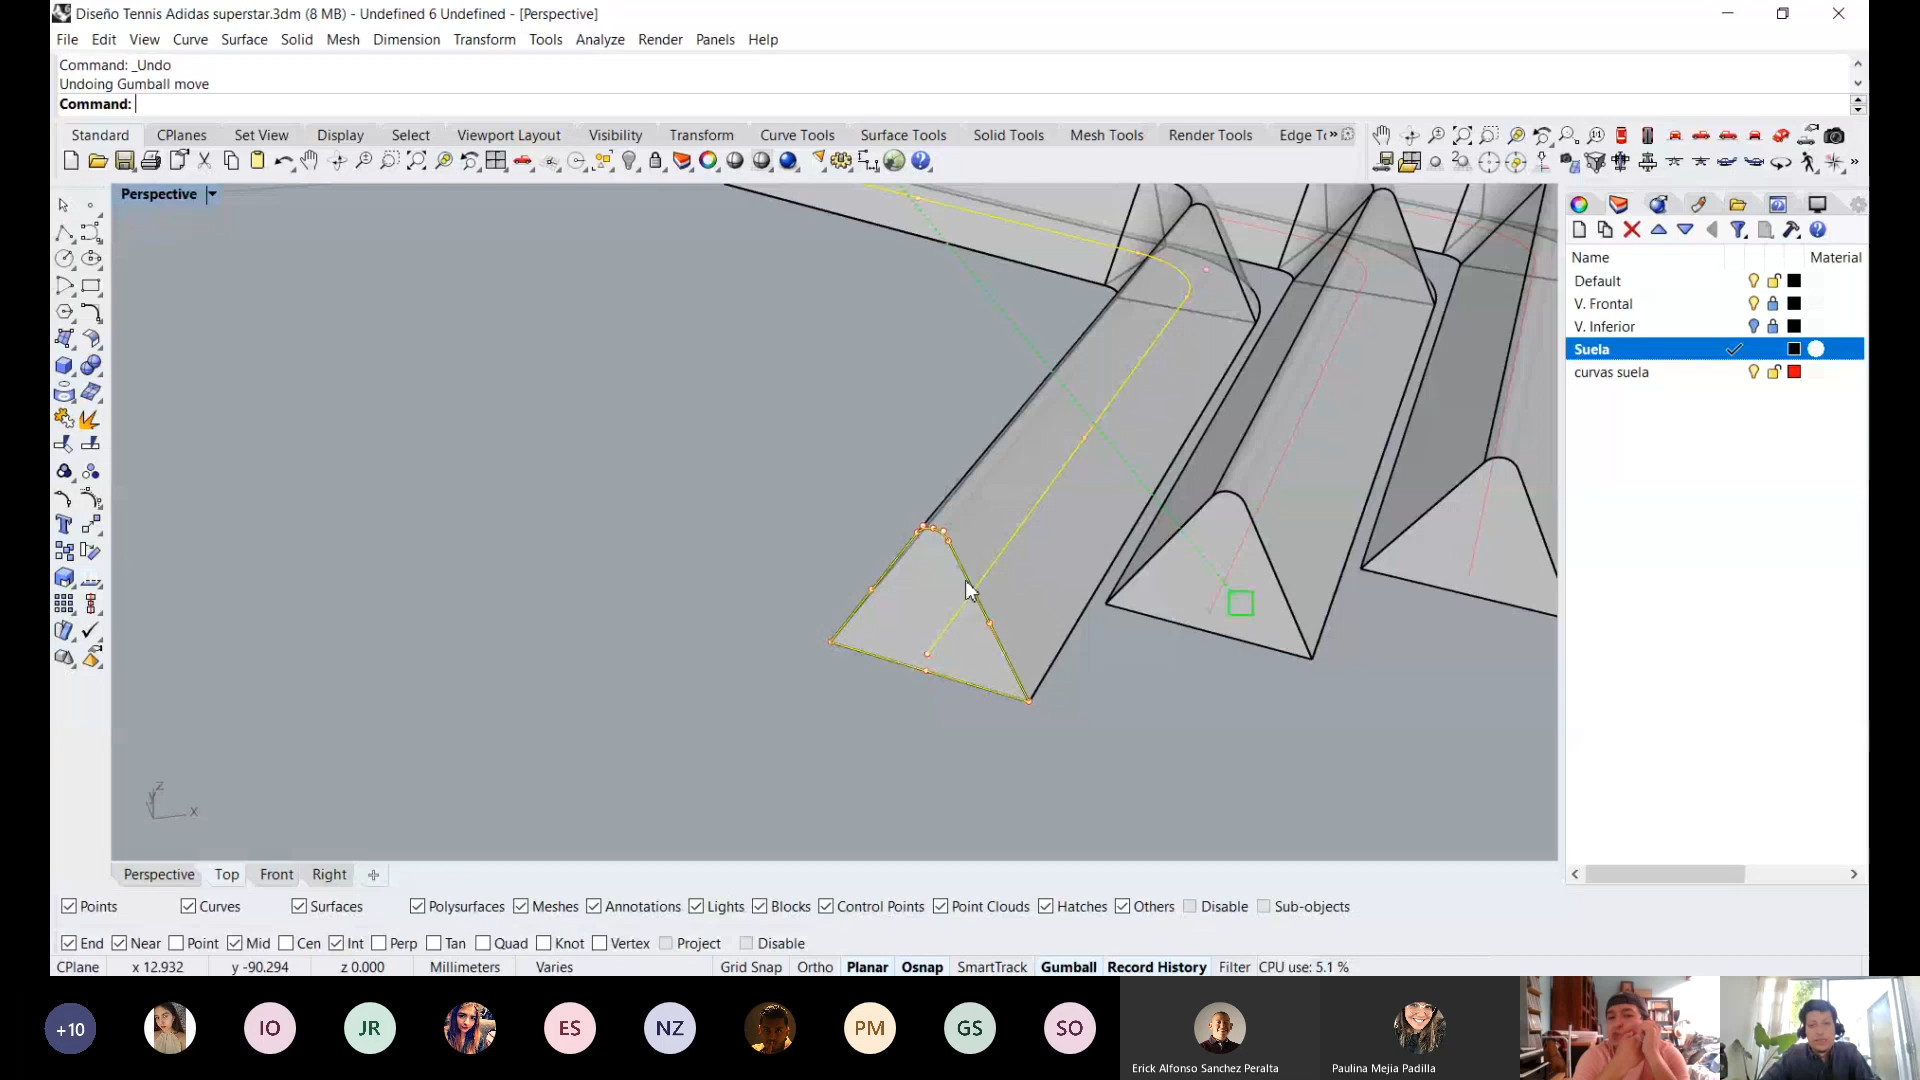 Diseño Tennis Adidas superstar.3dm (8 MB) - Undefined 6 Undefined - [Perspective]
File Edit View Curve Surface Solid Mesh Dimension Transform Tools Analyze Render Panels Help
Command: _Undo
Undoing Gumball move
Command:
Standard CPlanes Set View Display Select Viewport Layout Visibility Transform Curve Tools Surface Tools Solid Tools Mesh Tools Render Tools Edge To
Perspective
Name Material
Default
V. Frontal
V. Inferior
Suela
curvas suela
z
y
x
Perspective Top Front Right
Points Curves Surfaces Polysurfaces Meshes Annotations Lights Blocks Control Points Point Clouds Hatches Others Disable Sub-objects
End Near Point Mid Cen Int Perp Tan Quad Knot Vertex Project Disable
CPlane x 12.932 y -90.294 z 0.000 Millimeters Varies Grid Snap Ortho Planar Osnap SmartTrack Gumball Record History Filter CPU use: 5.1 %
+10 IO JR ES NZ PM GS SO
Erick Alfonso Sanchez Peralta Paulina Mejia Padilla